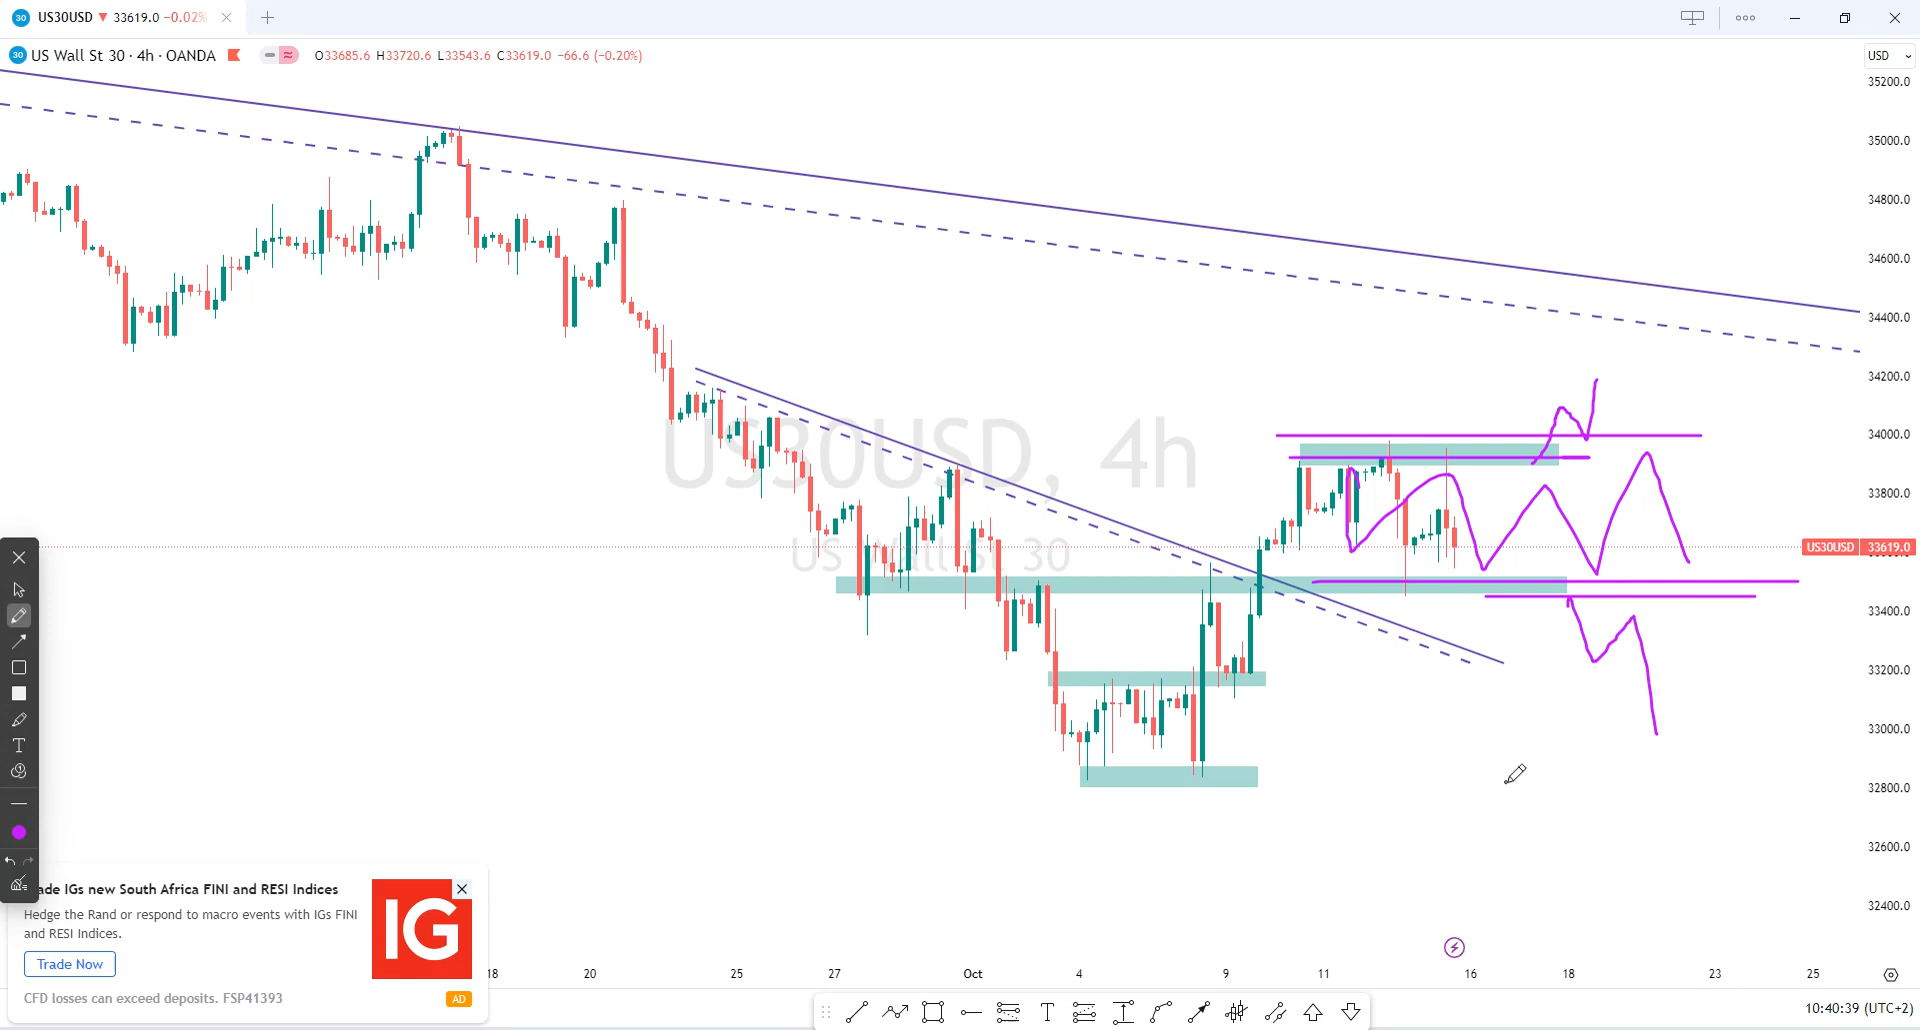 US30USD ▼ 33619.0 −0.02%
US Wall St 30 · 4h · OANDA O33685.6 H33720.6 L33543.6 C33619.0 −66.6 (−0.20%)
USD
35200.0
35000.0
34800.0
34600.0
34400.0
34200.0
34000.0
33800.0
US30USD 33619.0
33400.0
33200.0
33000.0
32800.0
32600.0
32400.0
US30USD, 4h
US Wall St 30
ade IGs new South Africa FINI and RESI Indices
Hedge the Rand or respond to macro events with IGs FINI
and RESI Indices.
Trade Now
CFD losses can exceed deposits. FSP41393
AD
IG
18 20 25 27 Oct 4 9 11 16 18 23 25
10:40:39 (UTC+2)